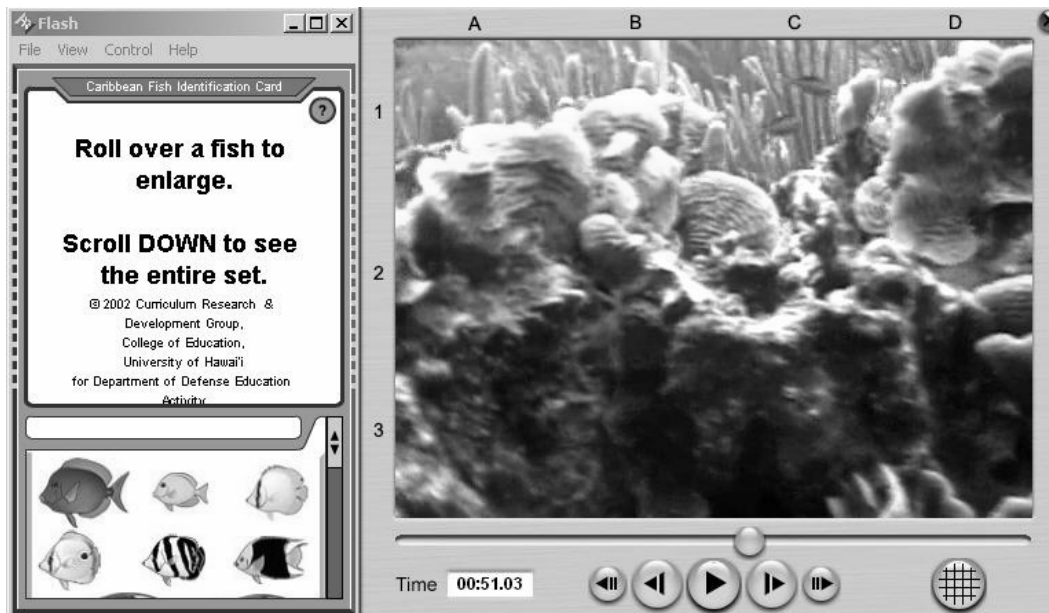 Flash
File View Control Help
Caribbean Fish Identification Card
?
Roll over a fish to
enlarge.
Scroll DOWN to see
the entire set.
© 2002 Curriculum Research &
Development Group,
College of Education,
University of Hawai'i
for Department of Defense Education
Activity
A B C D
1
2
3
Time 00:51.03